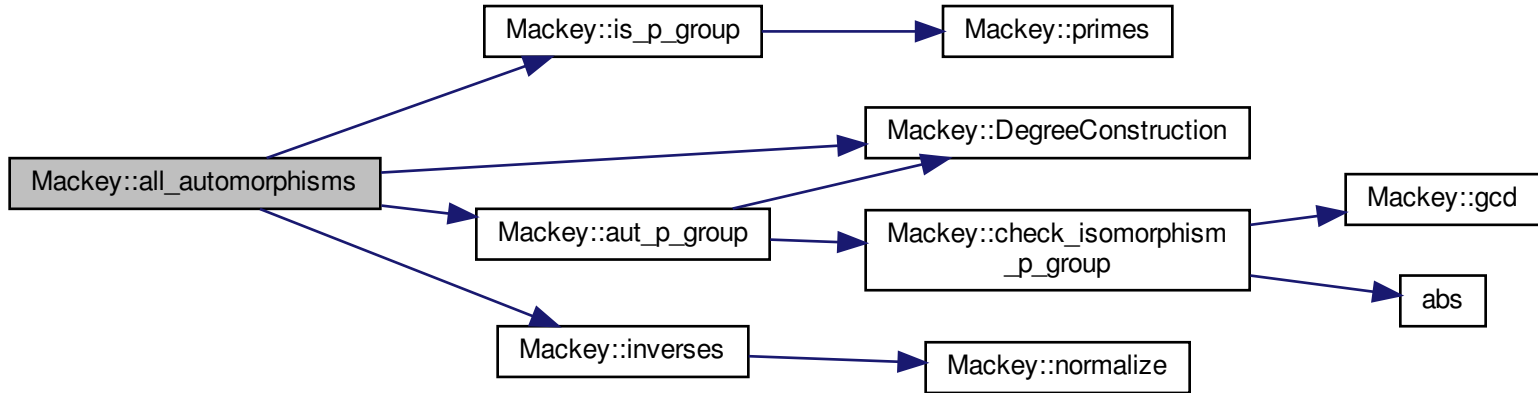 Mackey::is_p_group
Mackey::primes
Mackey::DegreeConstruction
Mackey::all_automorphisms
Mackey::aut_p_group
Mackey::check_isomorphism
_p_group
Mackey::gcd
abs
Mackey::inverses
Mackey::normalize